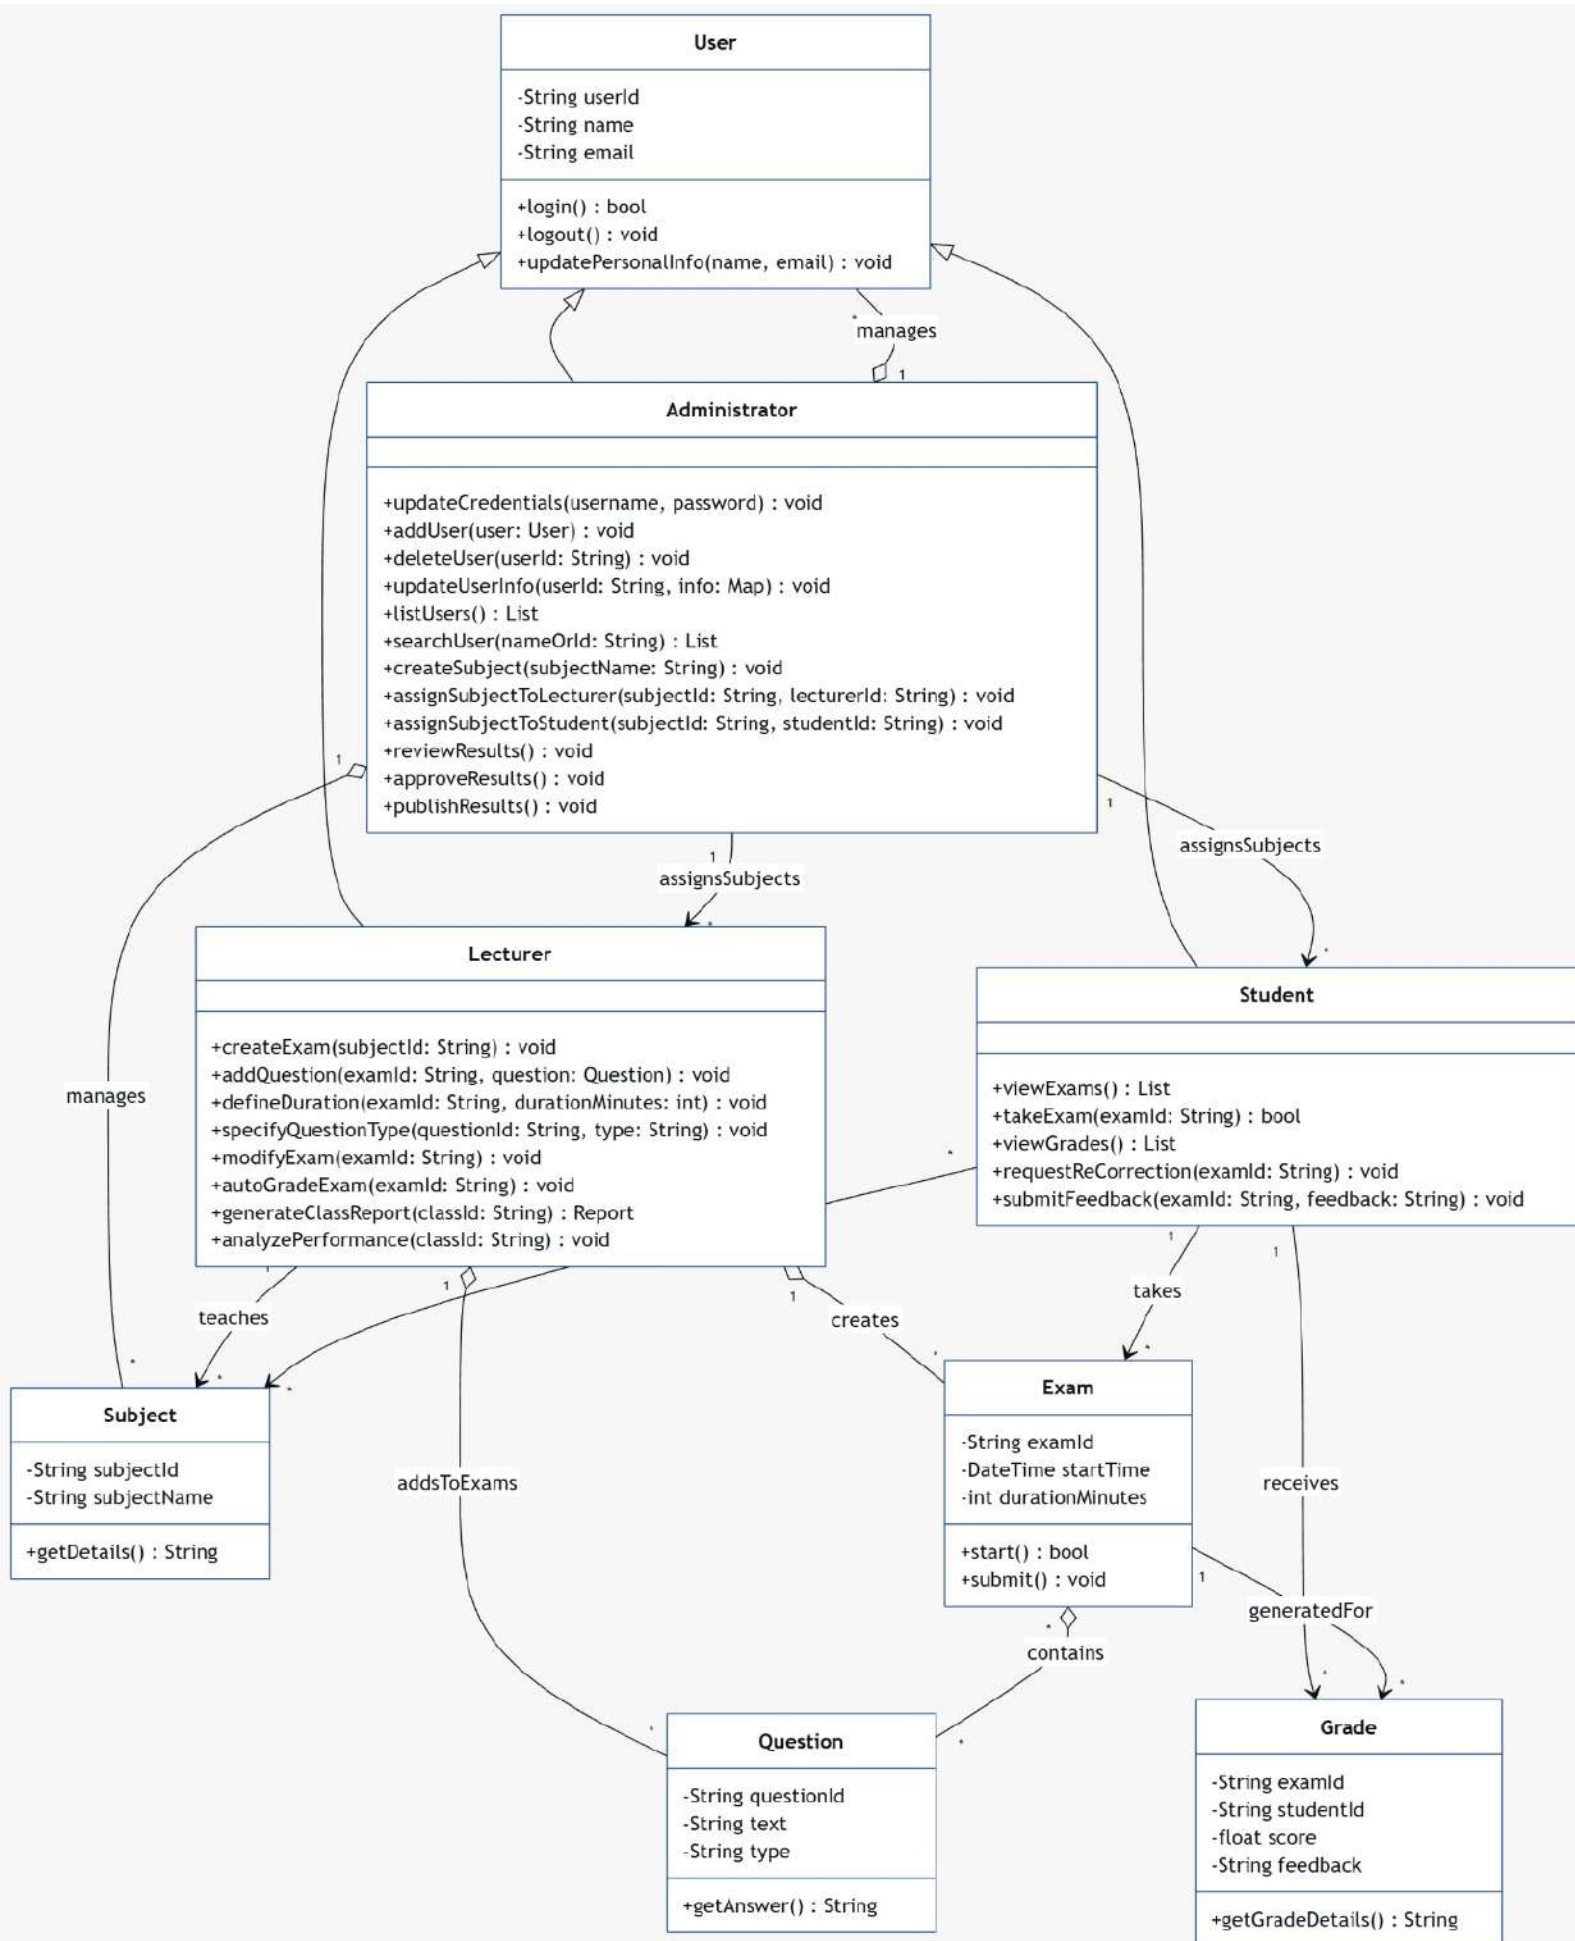 User
-String userId
-String name
-String email
+login() : bool
+logout() : void
+updatePersonalInfo(name, email) : void
*
manages
1
Administrator
+updateCredentials(username, password) : void
+addUser(user: User) : void
+deleteUser(userId: String) : void
+updateUserInfo(userId: String, info: Map) : void
+listUsers() : List
+searchUser(nameOrId: String) : List
+createSubject(subjectName: String) : void
+assignSubjectToLecturer(subjectId: String, lecturerId: String) : void
+assignSubjectToStudent(subjectId: String, studentId: String) : void
+reviewResults() : void
+approveResults() : void
+publishResults() : void
1
1
1
assignsSubjects
*
assignsSubjects
*
Lecturer
+createExam(subjectId: String) : void
+addQuestion(examId: String, question: Question) : void
+defineDuration(examId: String, durationMinutes: int) : void
+specifyQuestionType(questionId: String, type: String) : void
+modifyExam(examId: String) : void
+autoGradeExam(examId: String) : void
+generateClassReport(classId: String) : Report
+analyzePerformance(classId: String) : void
Student
+viewExams() : List
+takeExam(examId: String) : bool
+viewGrades() : List
+requestReCorrection(examId: String) : void
+submitFeedback(examId: String, feedback: String) : void
manages
*
*
teaches
*
*
1
1
creates
*
1
takes
*
1
Subject
-String subjectId
-String subjectName
+getDetails() : String
addsToExams
*
Exam
-String examId
-DateTime startTime
-int durationMinutes
+start() : bool
+submit() : void
receives
*
1
generatedFor
*
*
contains
*
Question
-String questionId
-String text
-String type
+getAnswer() : String
Grade
-String examId
-String studentId
-float score
-String feedback
+getGradeDetails() : String